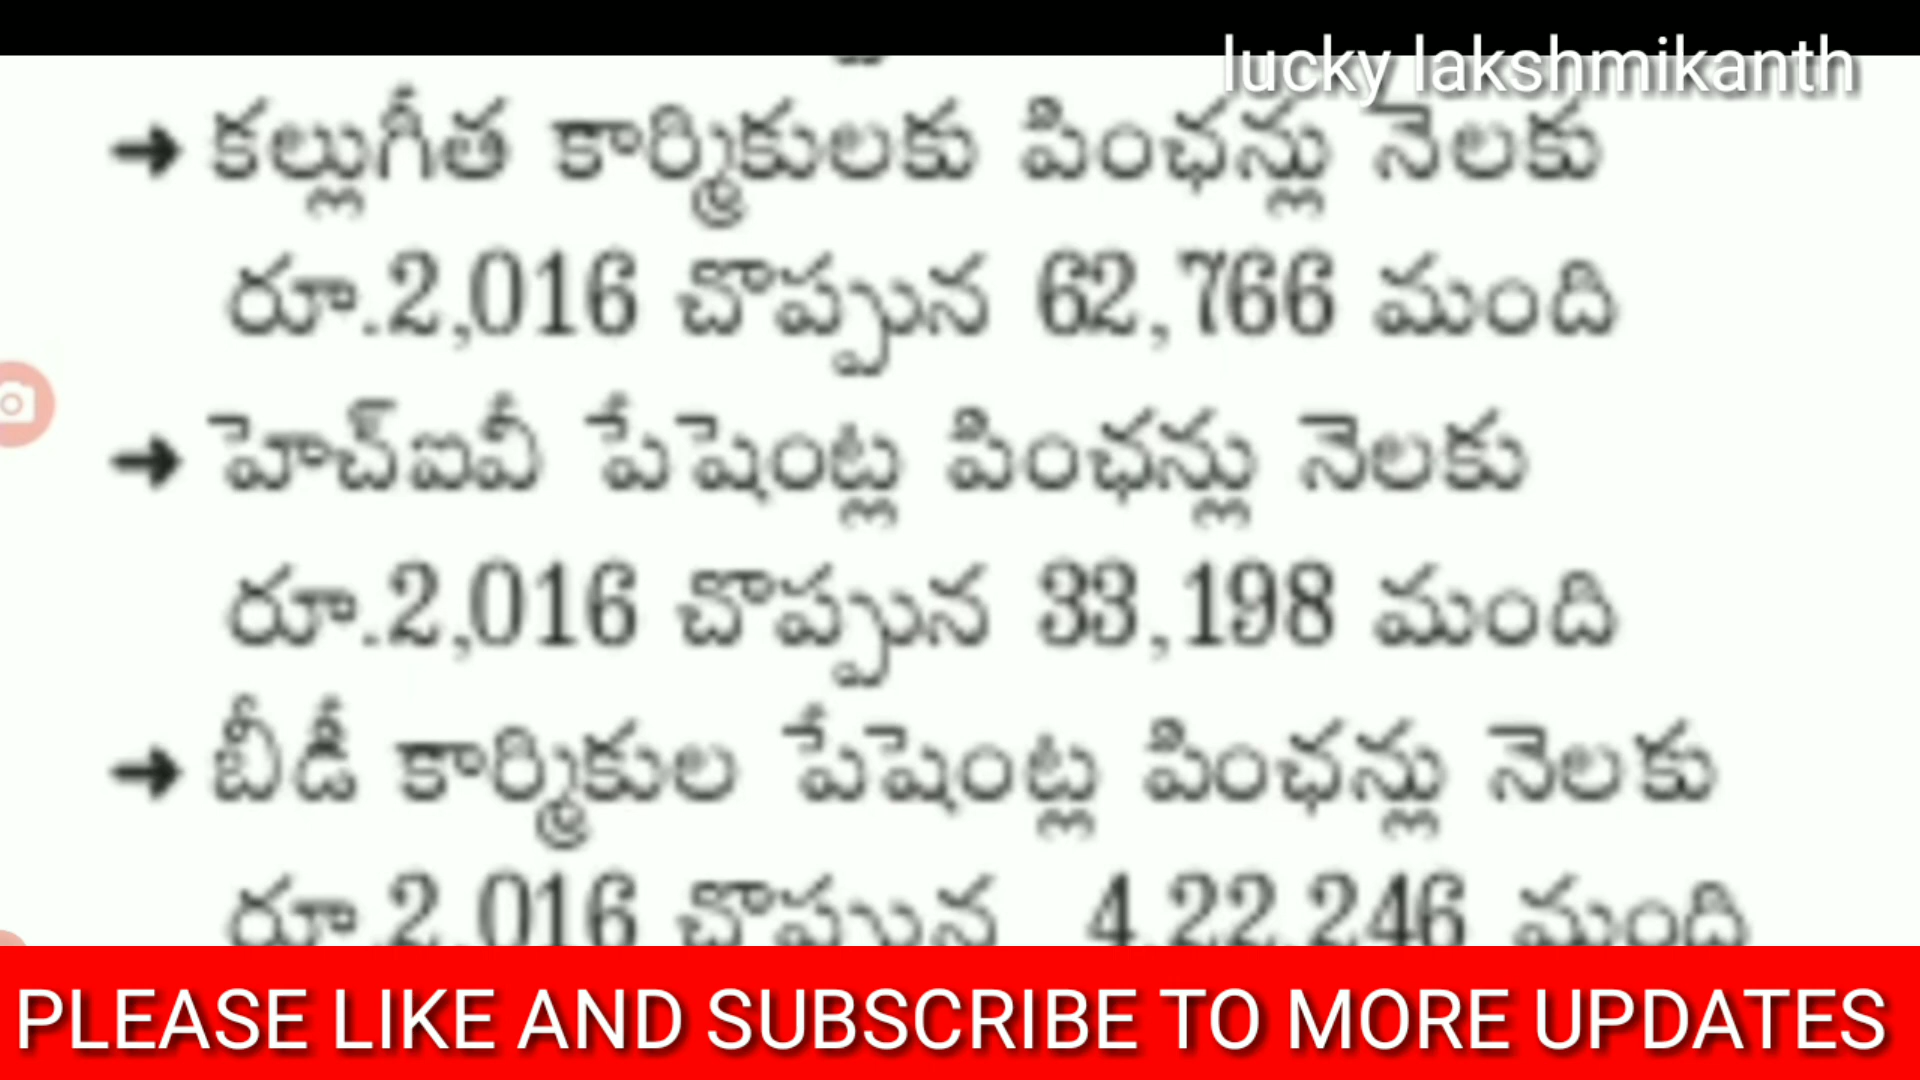 lucky lakshmikanth
➔ కల్లుగీత కార్మికులకు పింఛన్లు నెలకు
రూ.2,016 చొప్పున 62,766 మంది
➔ హెచ్ఐవీ పేషెంట్ల పింఛన్లు నెలకు
రూ.2,016 చొప్పున 33,198 మంది
➔ బీడీ కార్మికుల పేషెంట్ల పింఛన్లు నెలకు
రూ.2,016 చొప్పున 4,22,246 మంది
PLEASE LIKE AND SUBSCRIBE TO MORE UPDATES